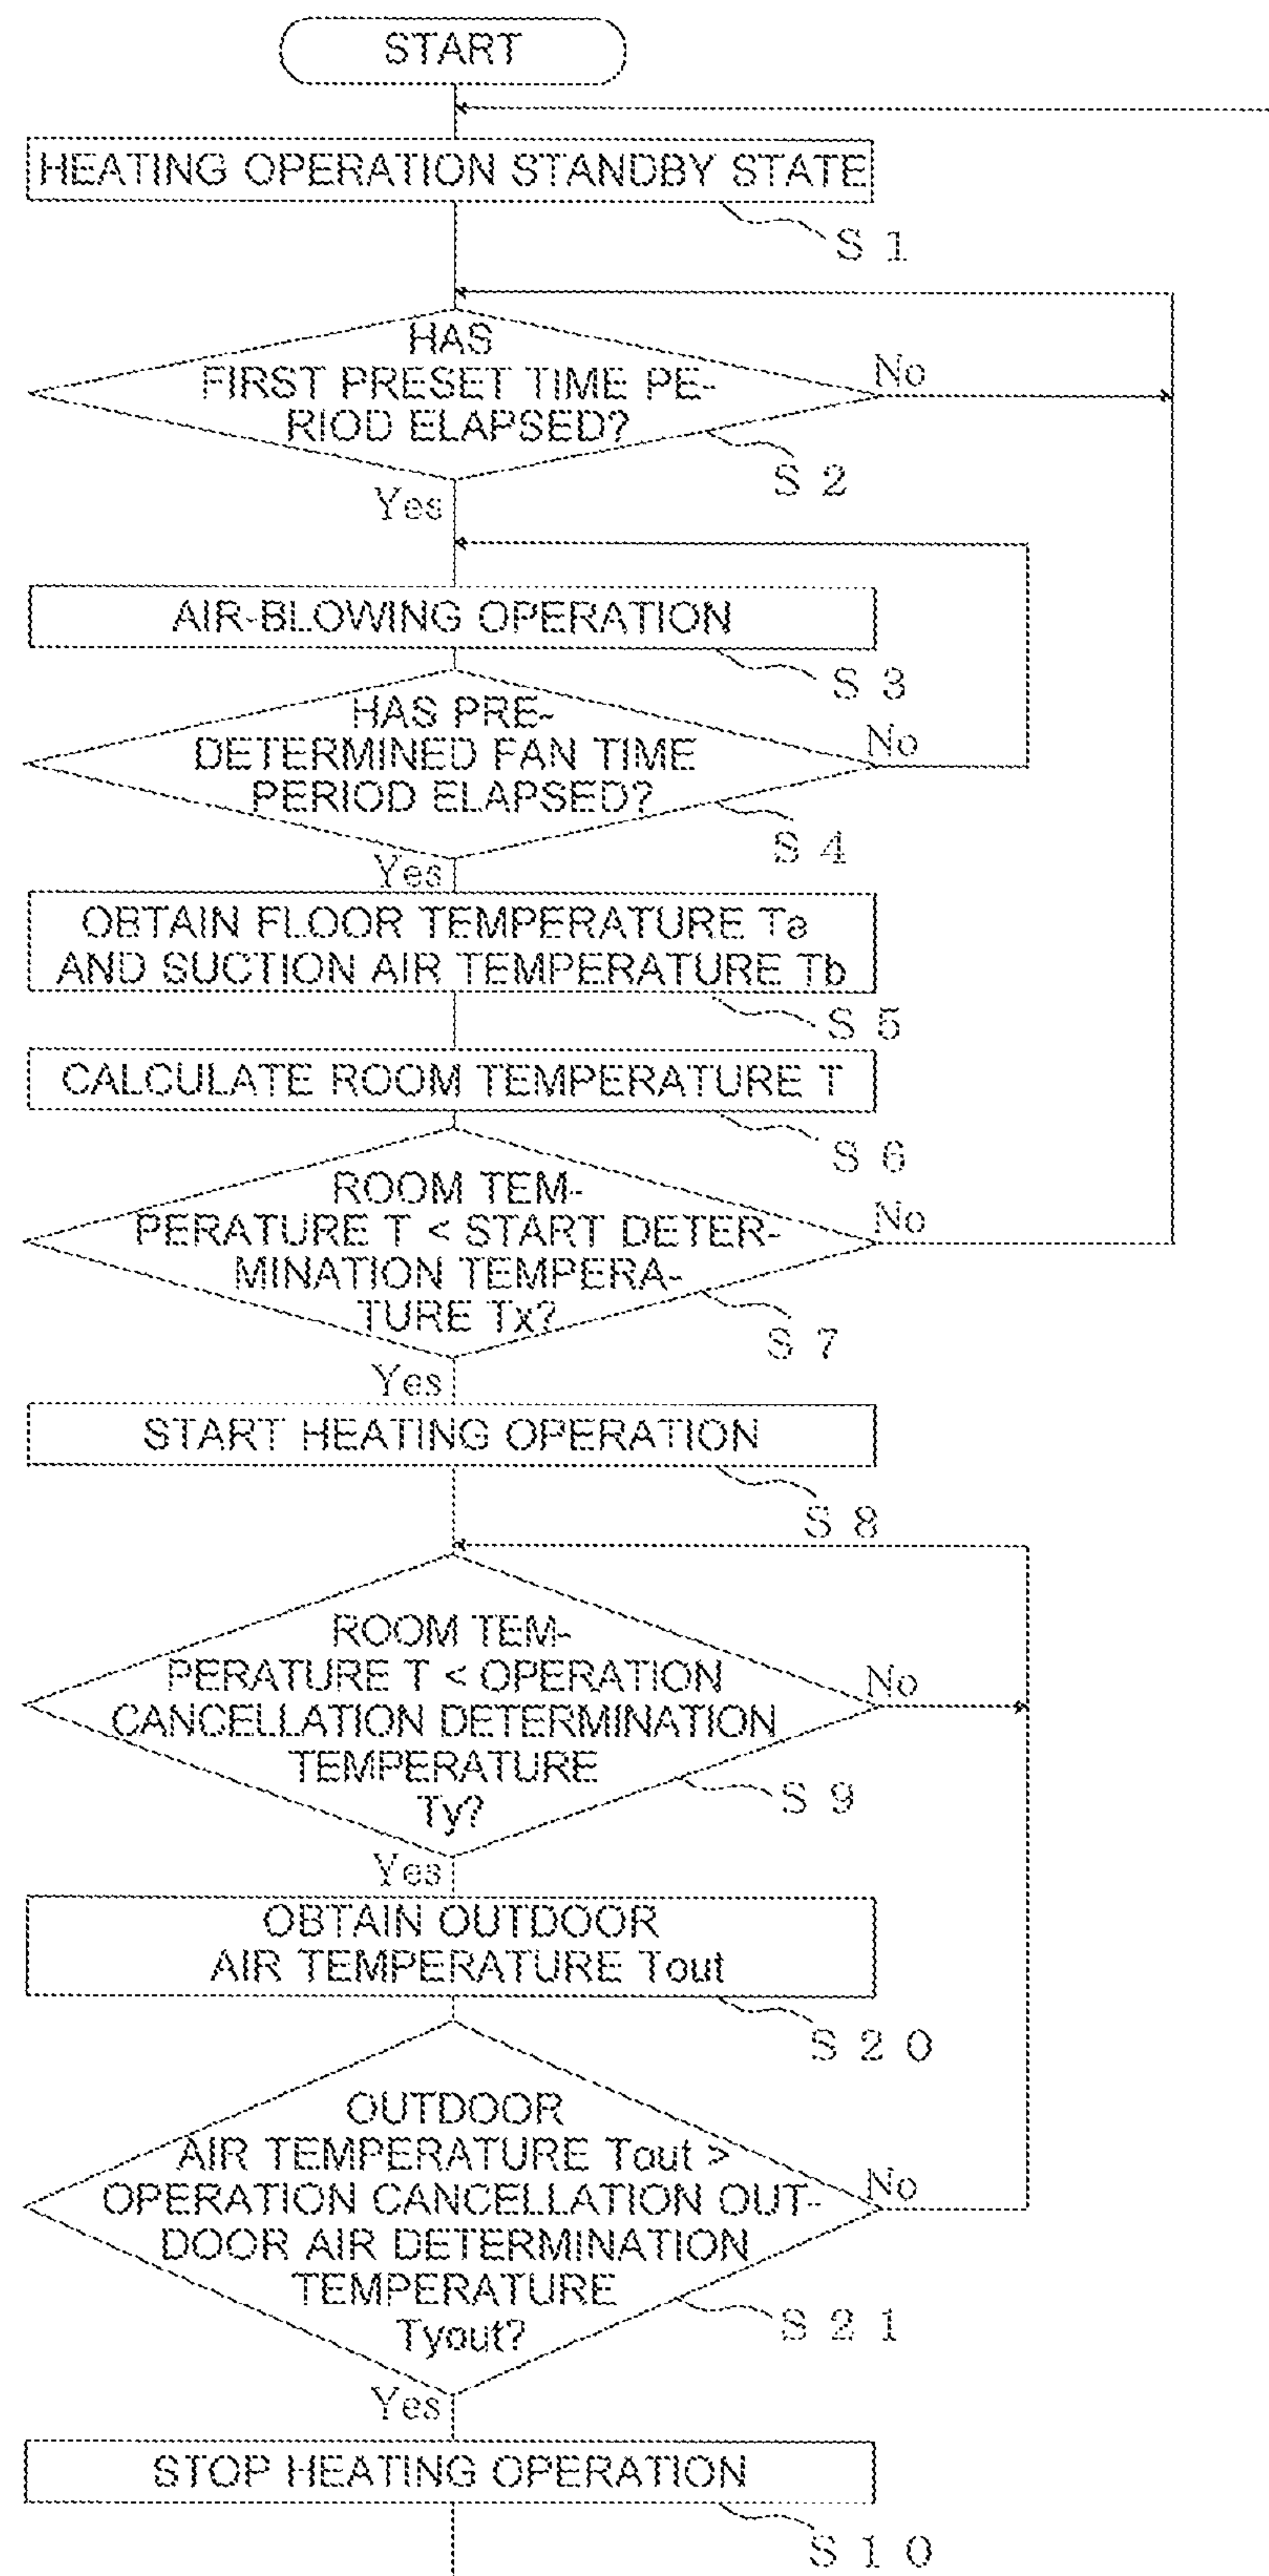 START
HEATING OPERATION STANDBY STATE
S 1
HAS
FIRST PRESET TIME PE-
RIOD ELAPSED?
No
S 2
Yes
AIR-BLOWING OPERATION
S 3
HAS PRE-
DETERMINED FAN TIME
PERIOD ELAPSED?
No
S 4
Yes
OBTAIN FLOOR TEMPERATURE Ta
AND SUCTION AIR TEMPERATURE Tb
S 5
CALCULATE ROOM TEMPERATURE T
S 6
ROOM TEM-
PERATURE T < START DETER-
MINATION TEMPERA-
TURE Tx?
No
S 7
Yes
START HEATING OPERATION
S 8
ROOM TEM-
PERATURE T < OPERATION
CANCELLATION DETERMINATION
TEMPERATURE
Ty?
No
S 9
Yes
OBTAIN OUTDOOR
AIR TEMPERATURE Tout
S 2 0
OUTDOOR
AIR TEMPERATURE Tout >
OPERATION CANCELLATION OUT-
DOOR AIR DETERMINATION
TEMPERATURE
Tyout?
No
S 2 1
Yes
STOP HEATING OPERATION
S 1 0